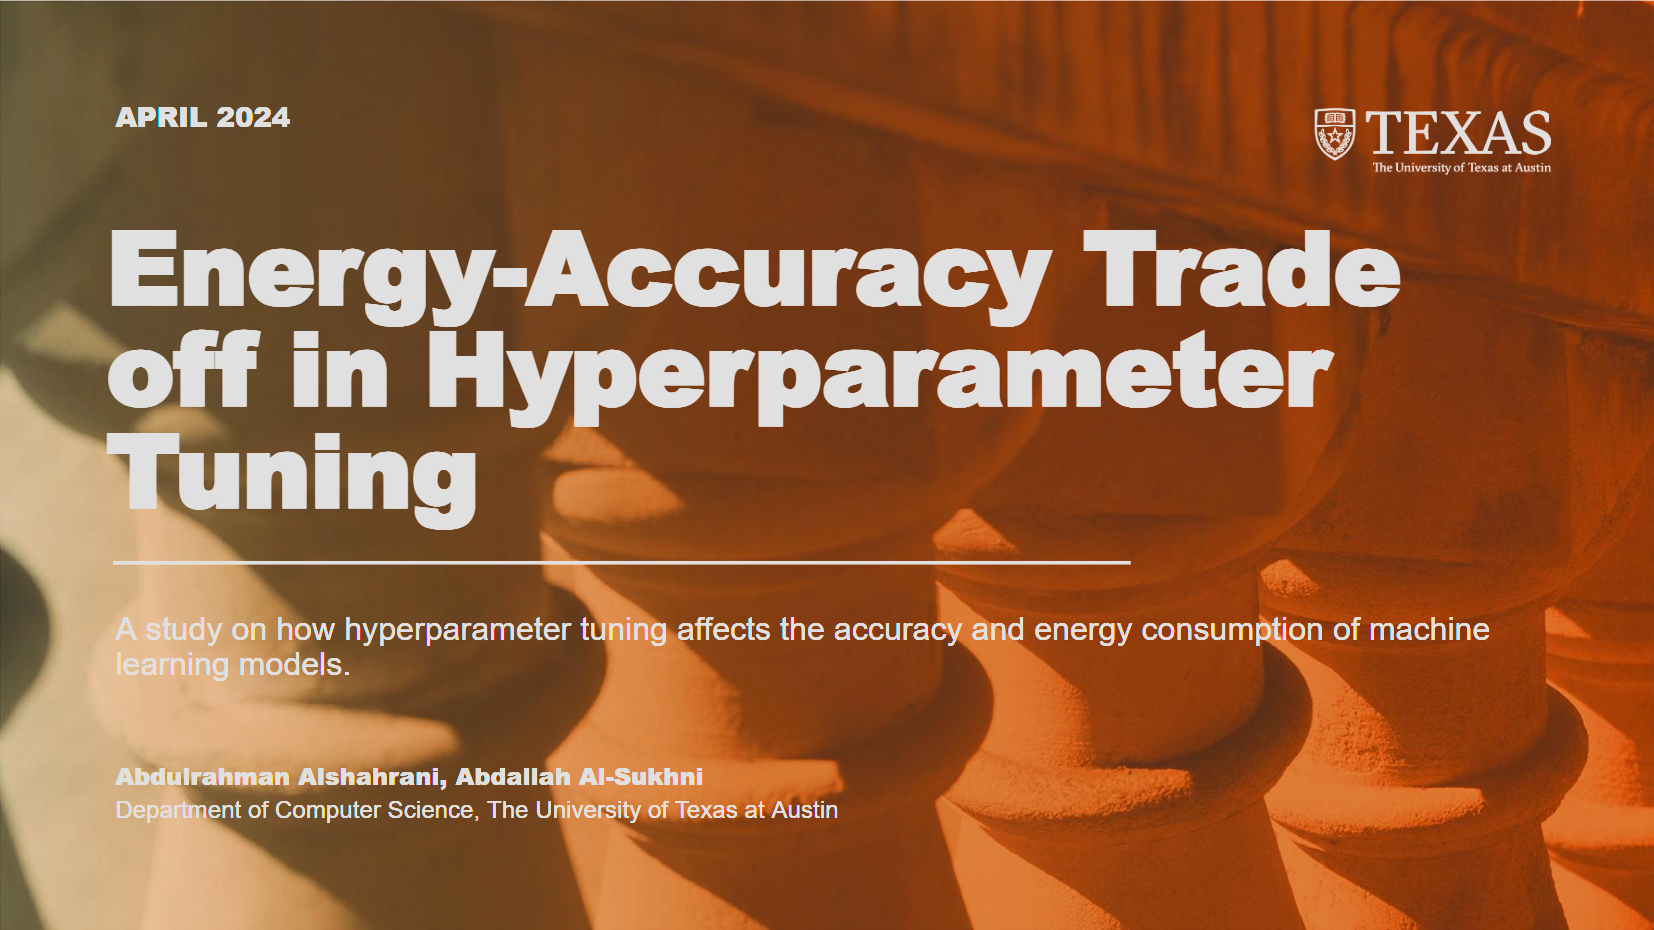 APRIL 2024
TEXAS
The University of Texas at Austin
Energy-Accuracy Trade
off in Hyperparameter
Tuning
A study on how hyperparameter tuning affects the accuracy and energy consumption of machine
learning models.
Abdulrahman Alshahrani, Abdallah Al-Sukhni
Department of Computer Science, The University of Texas at Austin